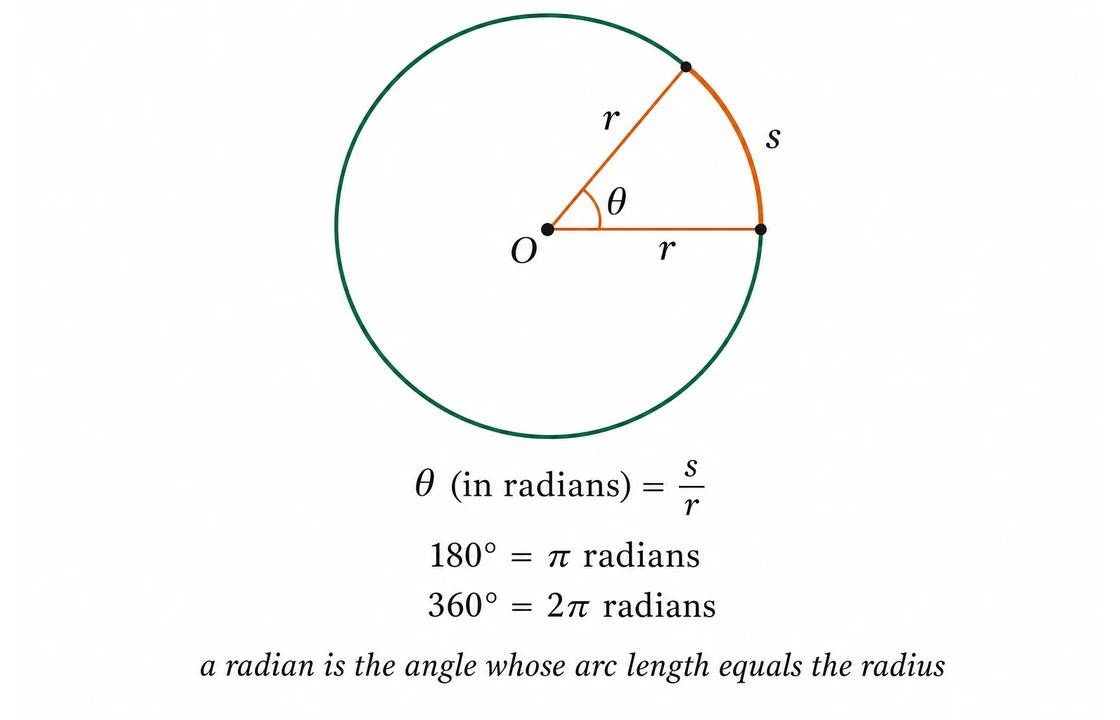 r
s
θ
O
r
θ (in radians) = s/r
180° = π radians
360° = 2π radians
a radian is the angle whose arc length equals the radius